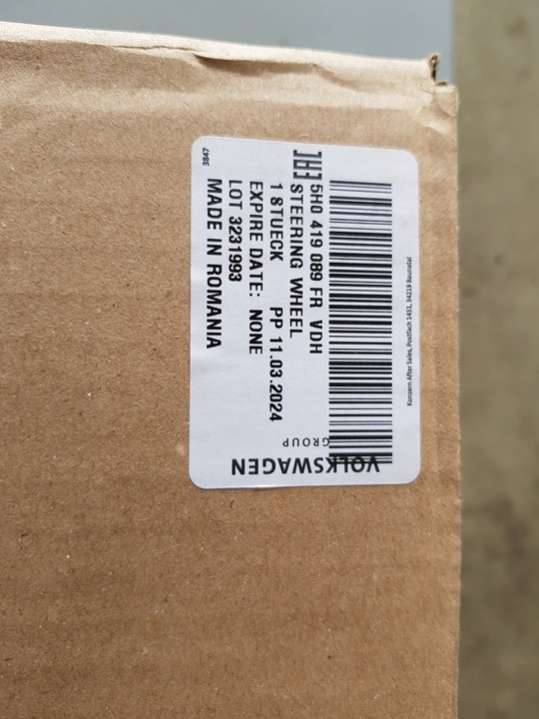 VOLKSWAGEN
GROUP
5H0 419 089 FR VDH
STEERING WHEEL
1 STUECK PP 11.03.2024
EXPIRE DATE: NONE
LOT 3231993
MADE IN ROMANIA
3847